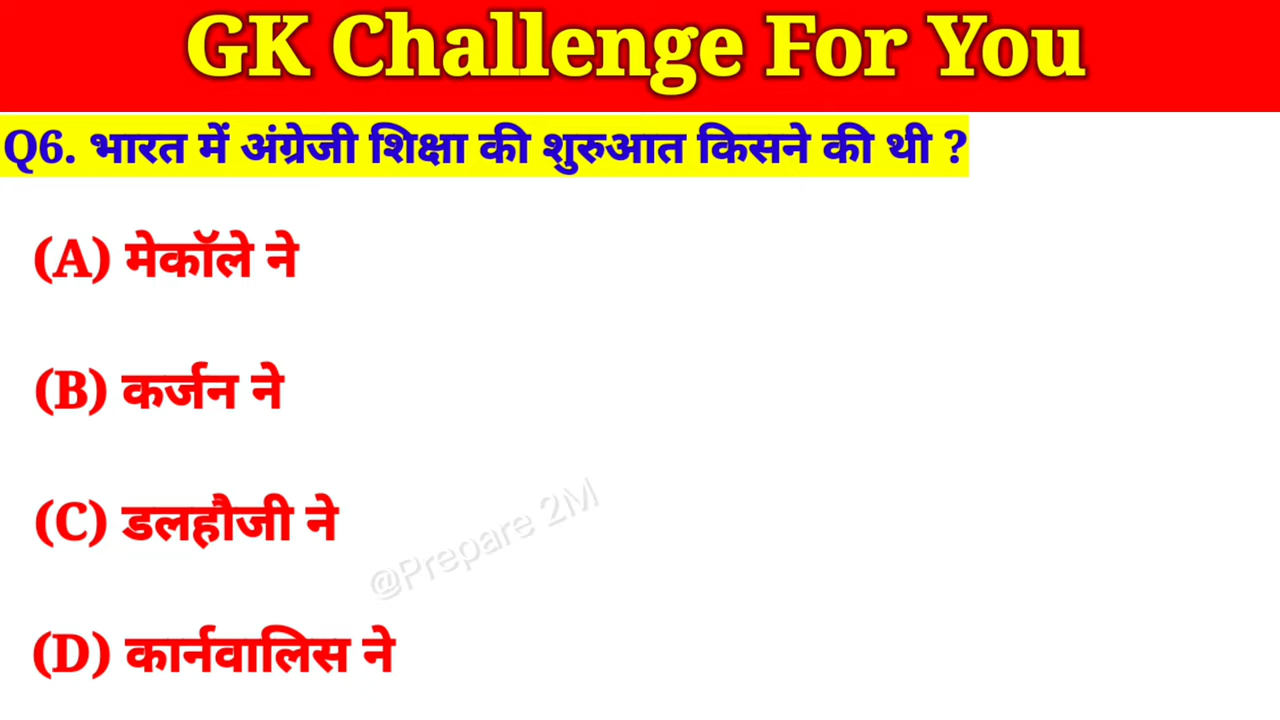 GK Challenge For You
Q6. भारत में अंग्रेजी शिक्षा की शुरुआत किसने की थी ?
(A) मेकॉले ने
(B) कर्जन ने
(C) डलहौजी ने
@Prepare 2M
(D) कार्नवालिस ने